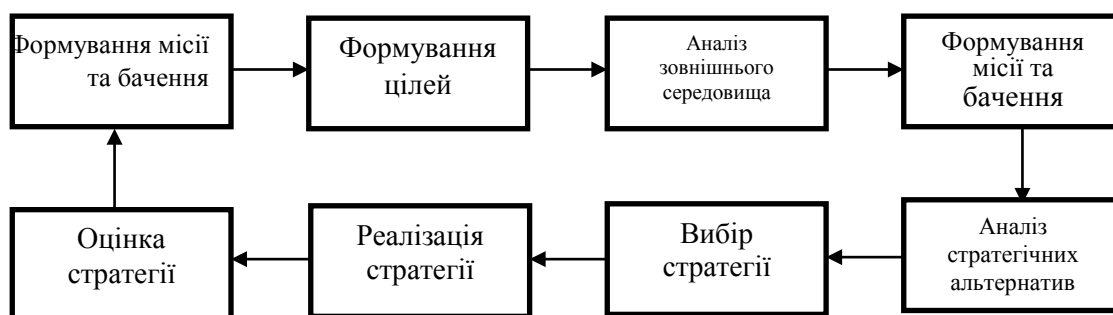 Формування місії
та бачення
Формування
цілей
Аналіз
зовнішнього
середовища
Формування
місії та
бачення
Оцінка
стратегії
Реалізація
стратегії
Вибір
стратегії
Аналіз
стратегічних
альтернатив